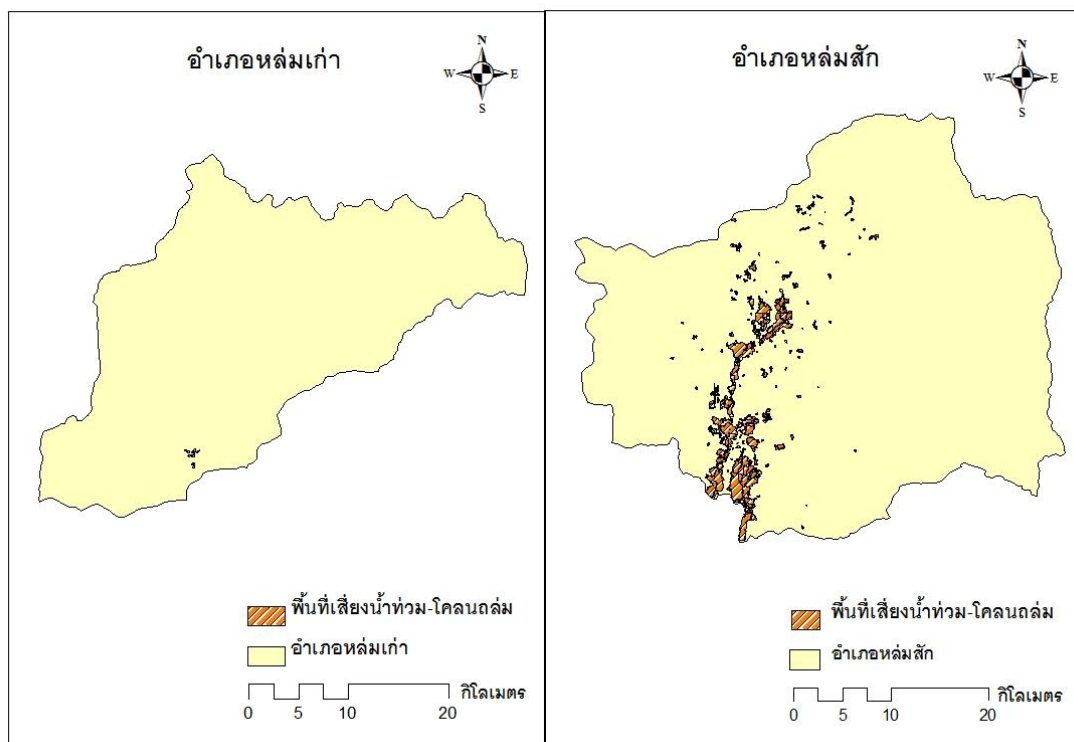 อำเภอหล่มเก่า
N
W E
S
พื้นที่เสี่ยงน้ำท่วม-โคลนถล่ม
อำเภอหล่มเก่า
กิโลเมตร
0 5 10 20
อำเภอหล่มสัก
N
W E
S
พื้นที่เสี่ยงน้ำท่วม-โคลนถล่ม
อำเภอหล่มสัก
กิโลเมตร
0 5 10 20